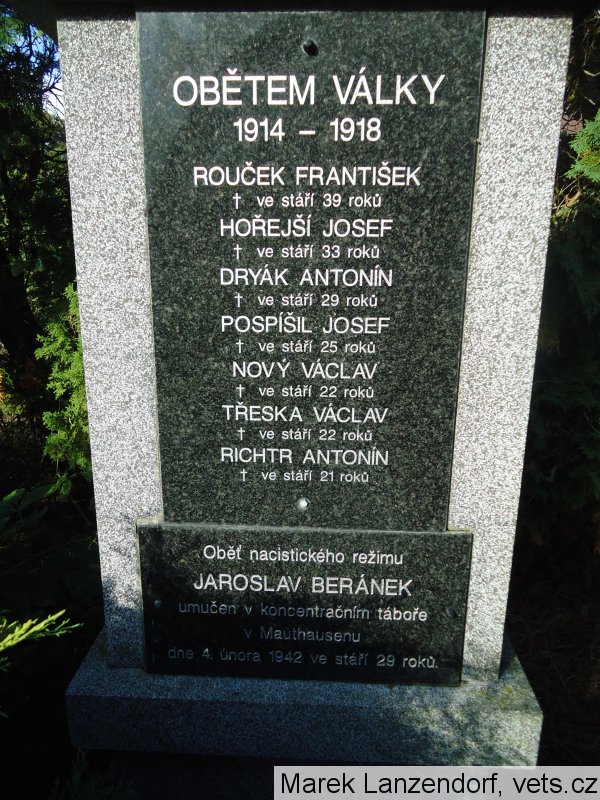 OBĚTEM VÁLKY
1914 – 1918
ROUČEK FRANTIŠEK
† ve stáří 39 roků
HOŘEJŠÍ JOSEF
† ve stáří 33 roků
DRYÁK ANTONÍN
† ve stáří 29 roků
POSPÍŠIL JOSEF
† ve stáří 25 roků
NOVÝ VÁCLAV
† ve stáří 22 roků
TŘESKA VÁCLAV
† ve stáří 22 roků
RICHTR ANTONÍN
† ve stáří 21 roků
Oběť nacistického režimu
JAROSLAV BERÁNEK
umučen v koncentračním táboře
v Mauthausenu
dne 4. února 1942 ve stáří 29 roků.
Marek Lanzendorf, vets.cz